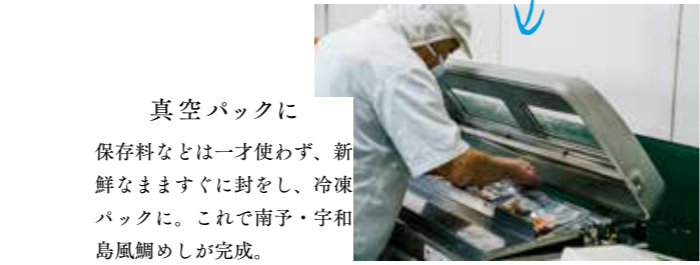 真空パックに
保存料などは一才使わず、新
鮮なまますぐに封をし、冷凍
パックに。これで南予・宇和
島風鯛めしが完成。